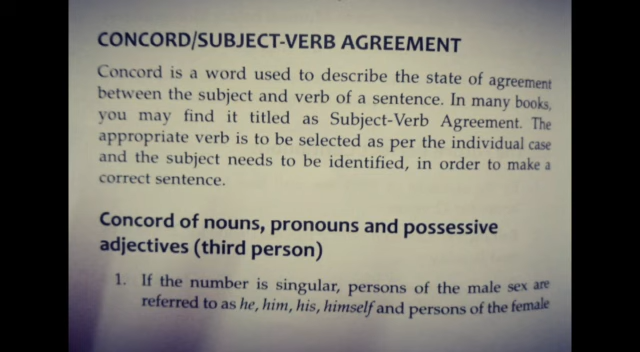 CONCORD/SUBJECT-VERB AGREEMENT
Concord is a word used to describe the state of agreement
between the subject and verb of a sentence. In many books,
you may find it titled as Subject-Verb Agreement. The
appropriate verb is to be selected as per the individual case
and the subject needs to be identified, in order to make a
correct sentence.
Concord of nouns, pronouns and possessive
adjectives (third person)
1. If the number is singular, persons of the male sex are
referred to as he, him, his, himself and persons of the female